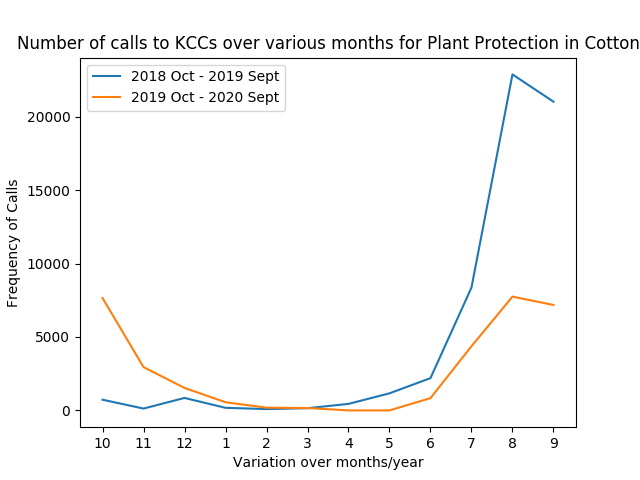 Number of calls to KCCs over various months for Plant Protection in Cotton
2018 Oct - 2019 Sept
2019 Oct - 2020 Sept
Frequency of Calls
20000
15000
10000
5000
0
10 11 12 1 2 3 4 5 6 7 8 9
Variation over months/year